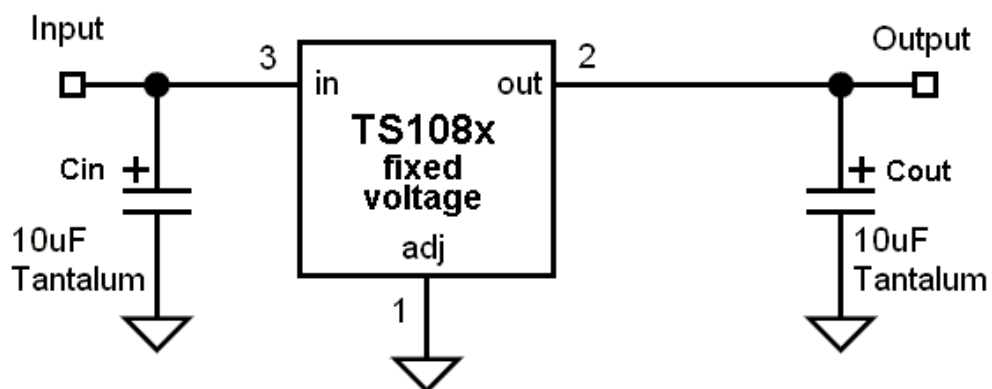 Input
Output
3
2
in
out
TS108x
fixed
voltage
adj
Cin +
+ Cout
10uF
Tantalum
10uF
Tantalum
1